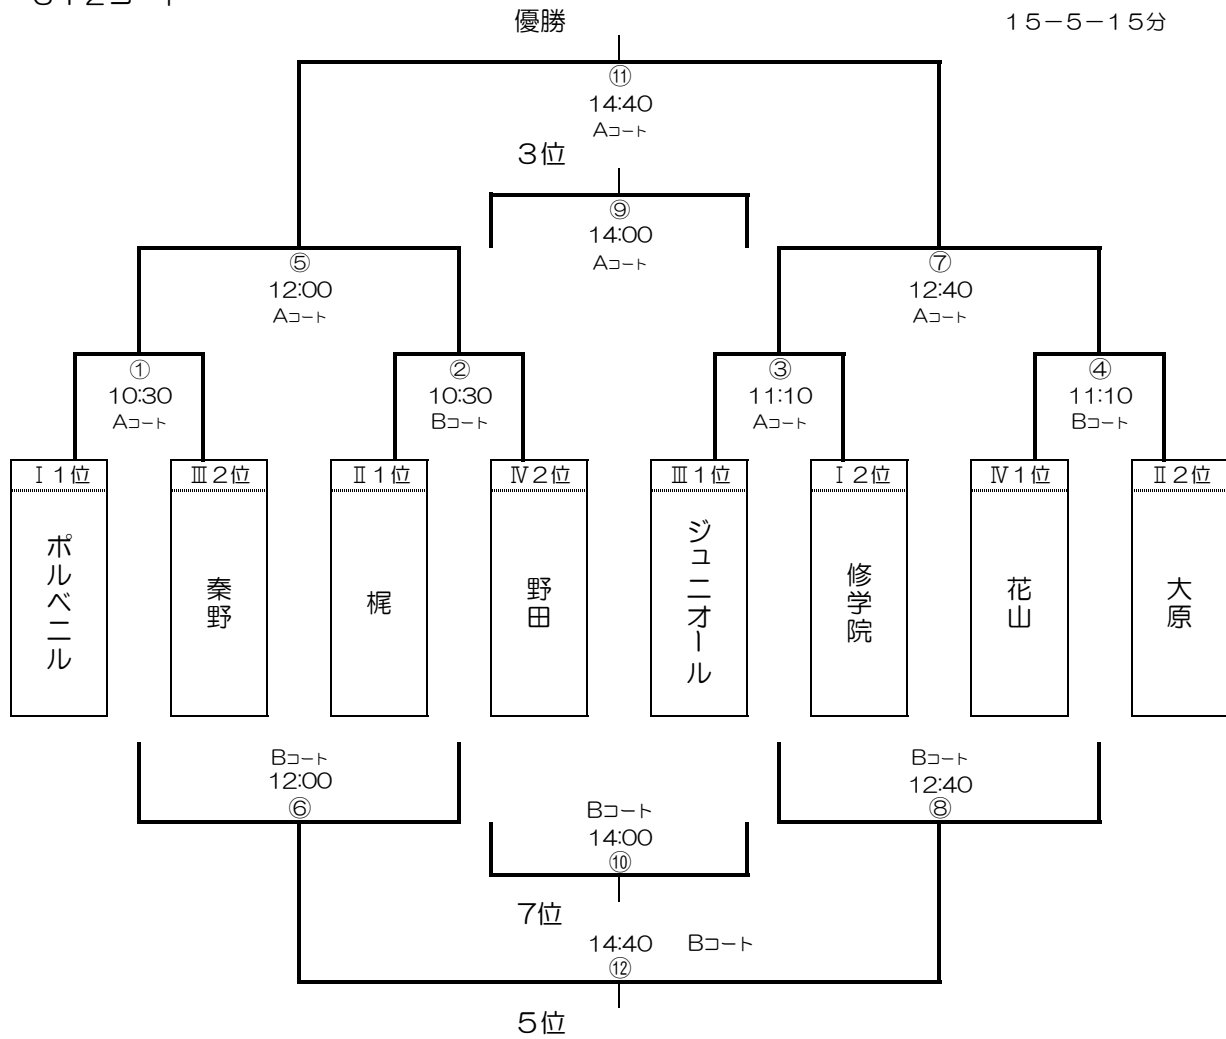 優勝
15-5-15分
⑪
14:40
Aコート
3位
⑨
14:00
Aコート
⑤
12:00
Aコート
⑦
12:40
Aコート
①
10:30
Aコート
②
10:30
Bコート
③
11:10
Aコート
④
11:10
Bコート
Ⅰ1位
Ⅲ2位
Ⅱ1位
Ⅳ2位
Ⅲ1位
Ⅰ2位
Ⅳ1位
Ⅱ2位
ポルベニル
秦野
梶
野田
ジュニオール
修学院
花山
大原
Bコート
12:00
⑥
Bコート
12:40
⑧
Bコート
14:00
⑩
7位
14:40 Bコート
⑫
5位